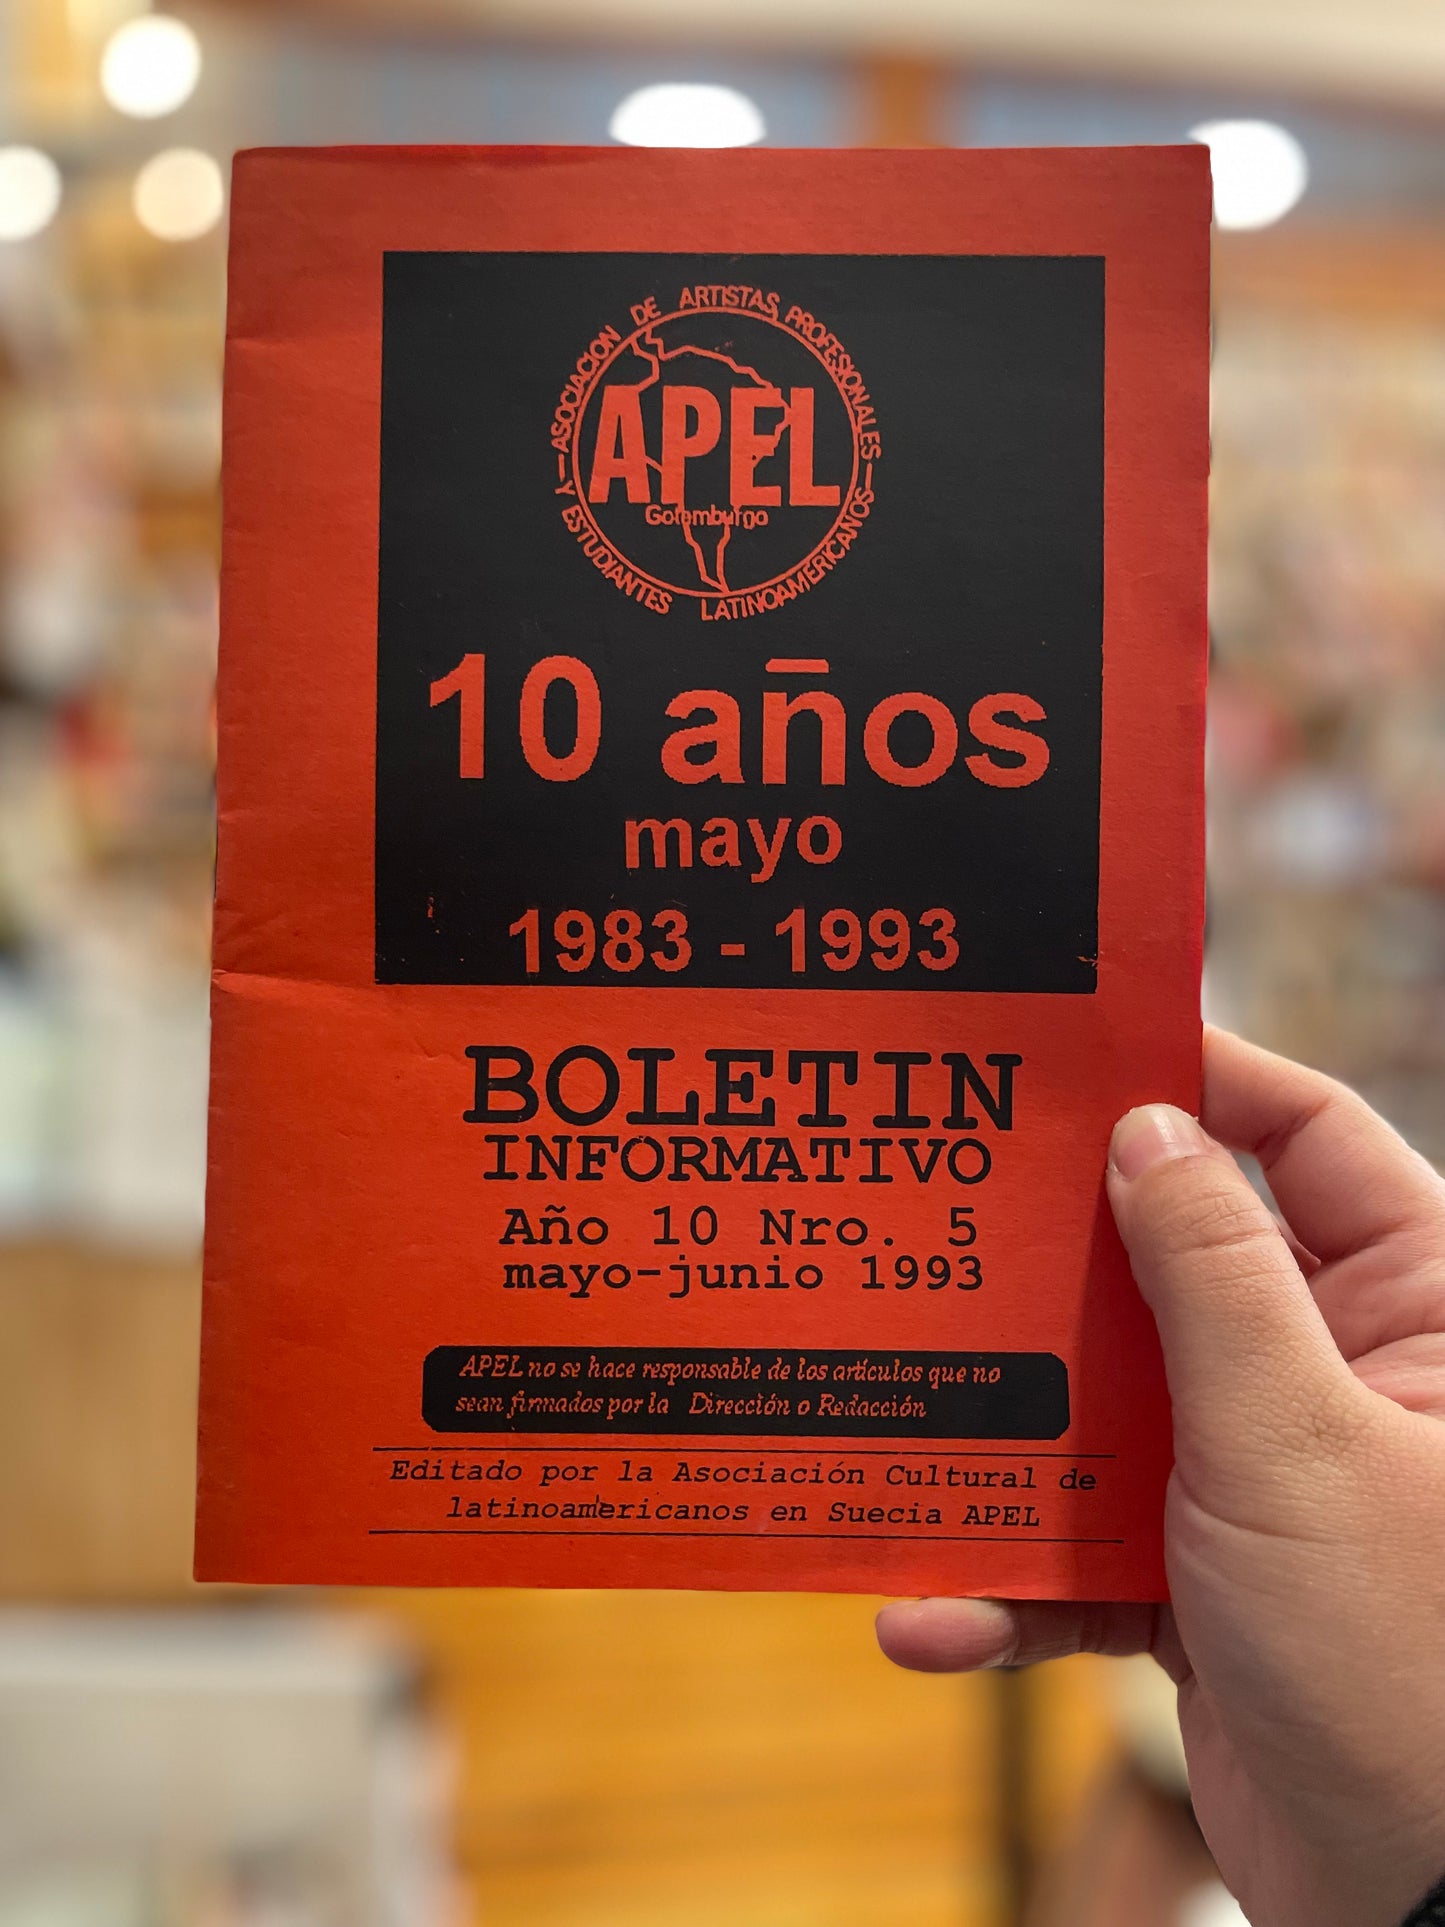 ASOCIACION DE ARTISTAS PROFESIONALES
Y ESTUDIANTES LATINOAMERICANOS
APEL
Gotemburgo
10 años
mayo
1983 - 1993
BOLETIN
INFORMATIVO
Año 10 Nro. 5
mayo-junio 1993
APEL no se hace responsable de los artículos que no
sean firmados por la Dirección o Redacción
Editado por la Asociación Cultural de
latinoamericanos en Suecia APEL